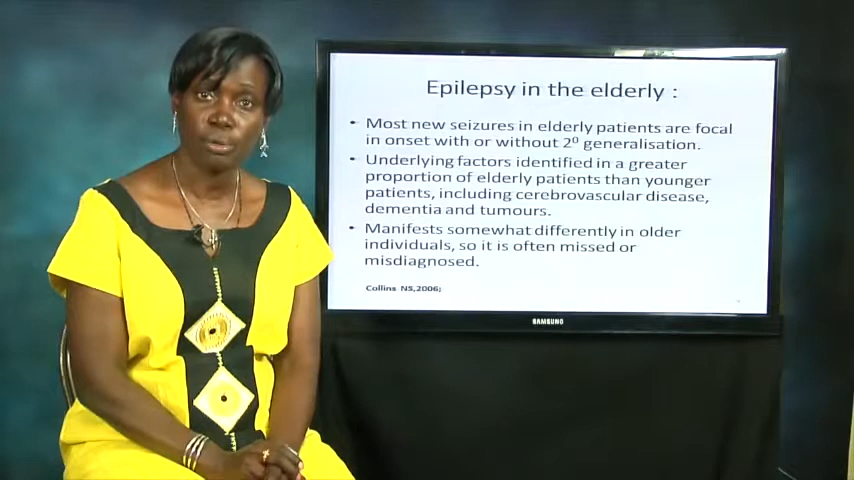 Epilepsy in the elderly :
• Most new seizures in elderly patients are focal
in onset with or without 2⁰ generalisation.
• Underlying factors identified in a greater
proportion of elderly patients than younger
patients, including cerebrovascular disease,
dementia and tumours.
• Manifests somewhat differently in older
individuals, so it is often missed or
misdiagnosed.
Collins NS,2006;
SAMSUNG